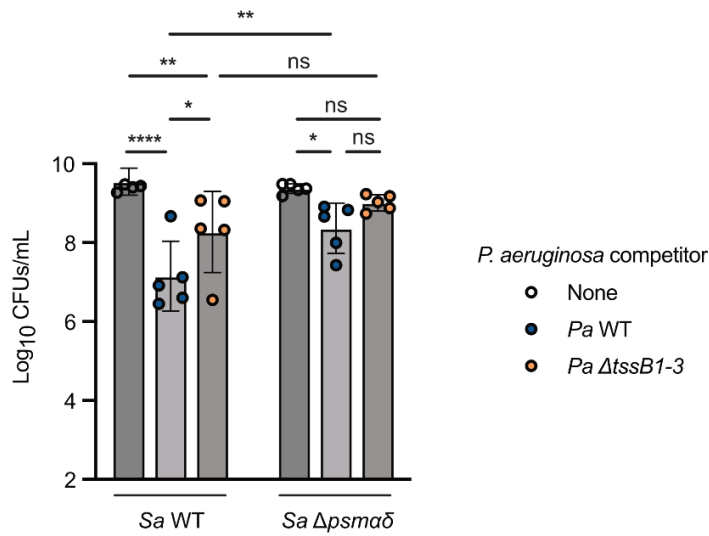 **
** ns
* ns
**** * ns
10
8
6
4
2
Log10 CFUs/mL
Sa WT Sa Δpsmαδ
P. aeruginosa competitor
None
Pa WT
Pa ΔtssB1-3